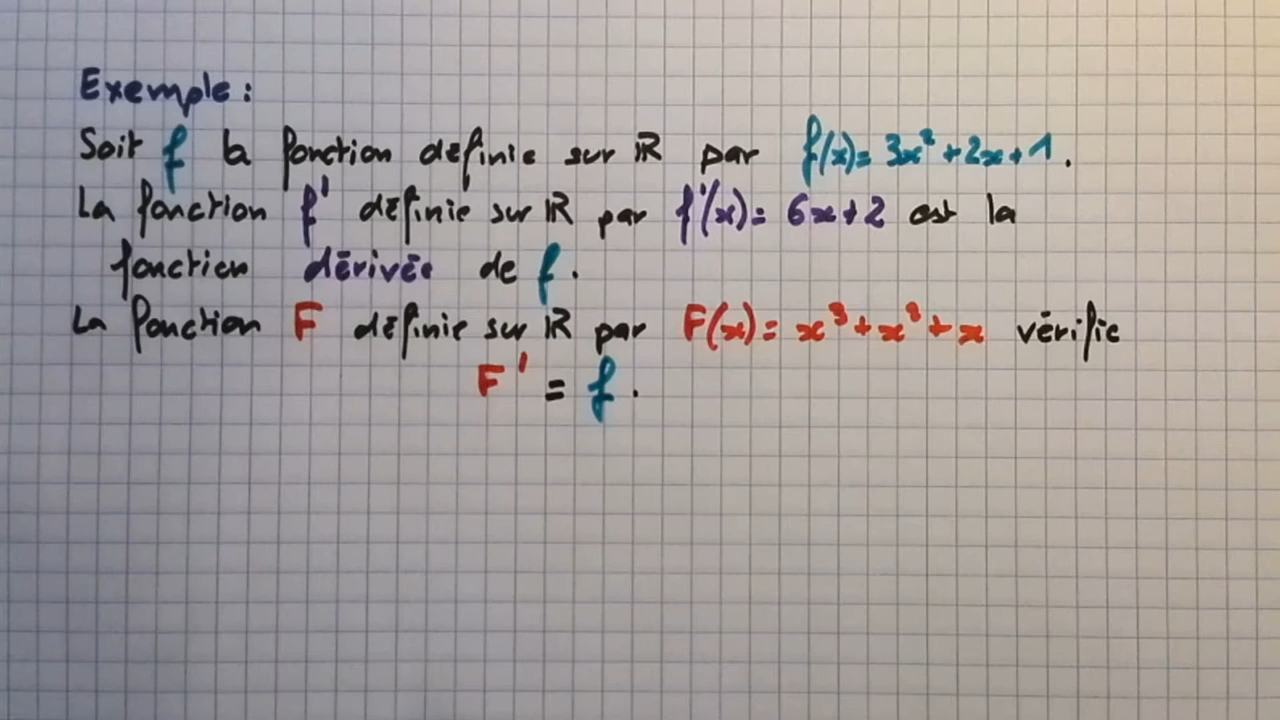 Exemple :
Soit f la fonction définie sur ℝ par f(x) = 3x² + 2x + 1.
La fonction f' définie sur ℝ par f'(x) = 6x + 2 est la
fonction dérivée de f.
La fonction F définie sur ℝ par F(x) = x³ + x² + x vérifie
F' = f.